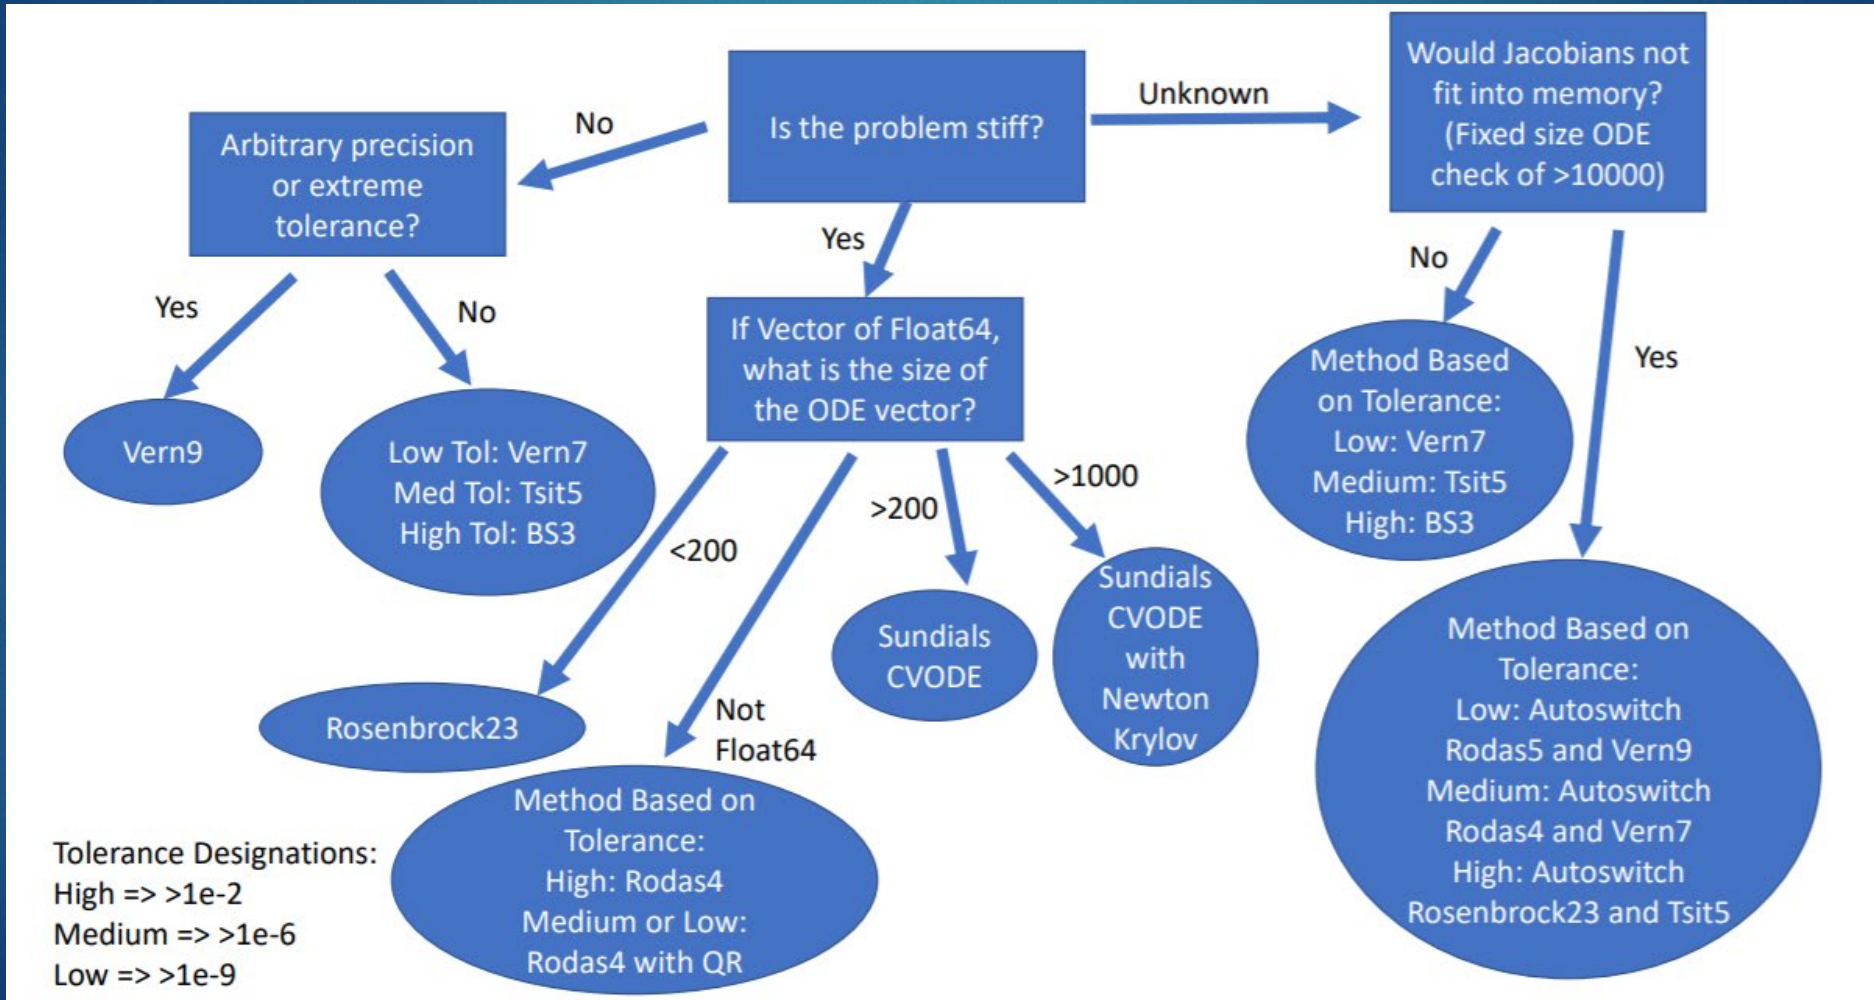 Is the problem stiff?
No
Yes
Unknown
Arbitrary precision
or extreme
tolerance?
Yes
No
Vern9
Low Tol: Vern7
Med Tol: Tsit5
High Tol: BS3
If Vector of Float64,
what is the size of
the ODE vector?
<200
Not
Float64
>200
>1000
Rosenbrock23
Method Based on
Tolerance:
High: Rodas4
Medium or Low:
Rodas4 with QR
Sundials
CVODE
Sundials
CVODE
with
Newton
Krylov
Would Jacobians not
fit into memory?
(Fixed size ODE
check of >10000)
No
Yes
Method Based
on Tolerance:
Low: Vern7
Medium: Tsit5
High: BS3
Method Based on
Tolerance:
Low: Autoswitch
Rodas5 and Vern9
Medium: Autoswitch
Rodas4 and Vern7
High: Autoswitch
Rosenbrock23 and Tsit5
Tolerance Designations:
High => >1e-2
Medium => >1e-6
Low => >1e-9